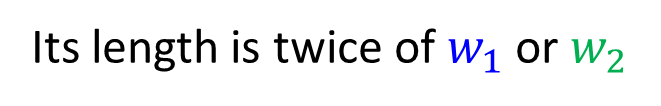 Its length is twice of w₁ or w₂